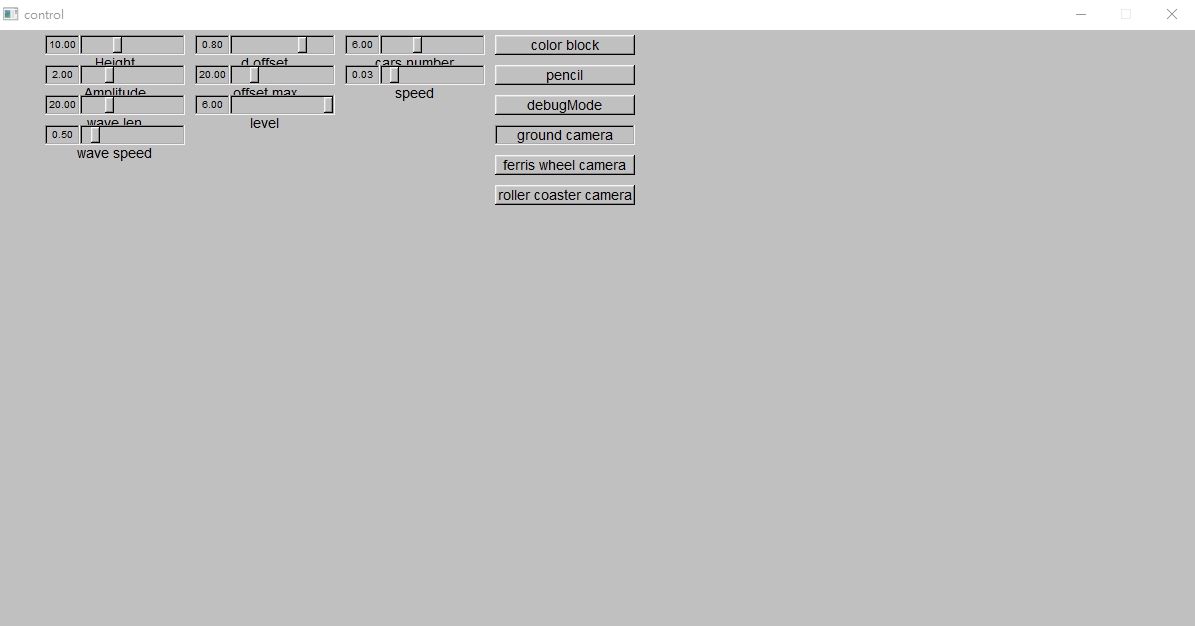 control
10.00 0.80 6.00 color block
Height d offset cars number
2.00 20.00 0.03 pencil
Amplitude offset max speed
20.00 6.00 debugMode
wave len level
0.50 ground camera
wave speed
ferris wheel camera
roller coaster camera